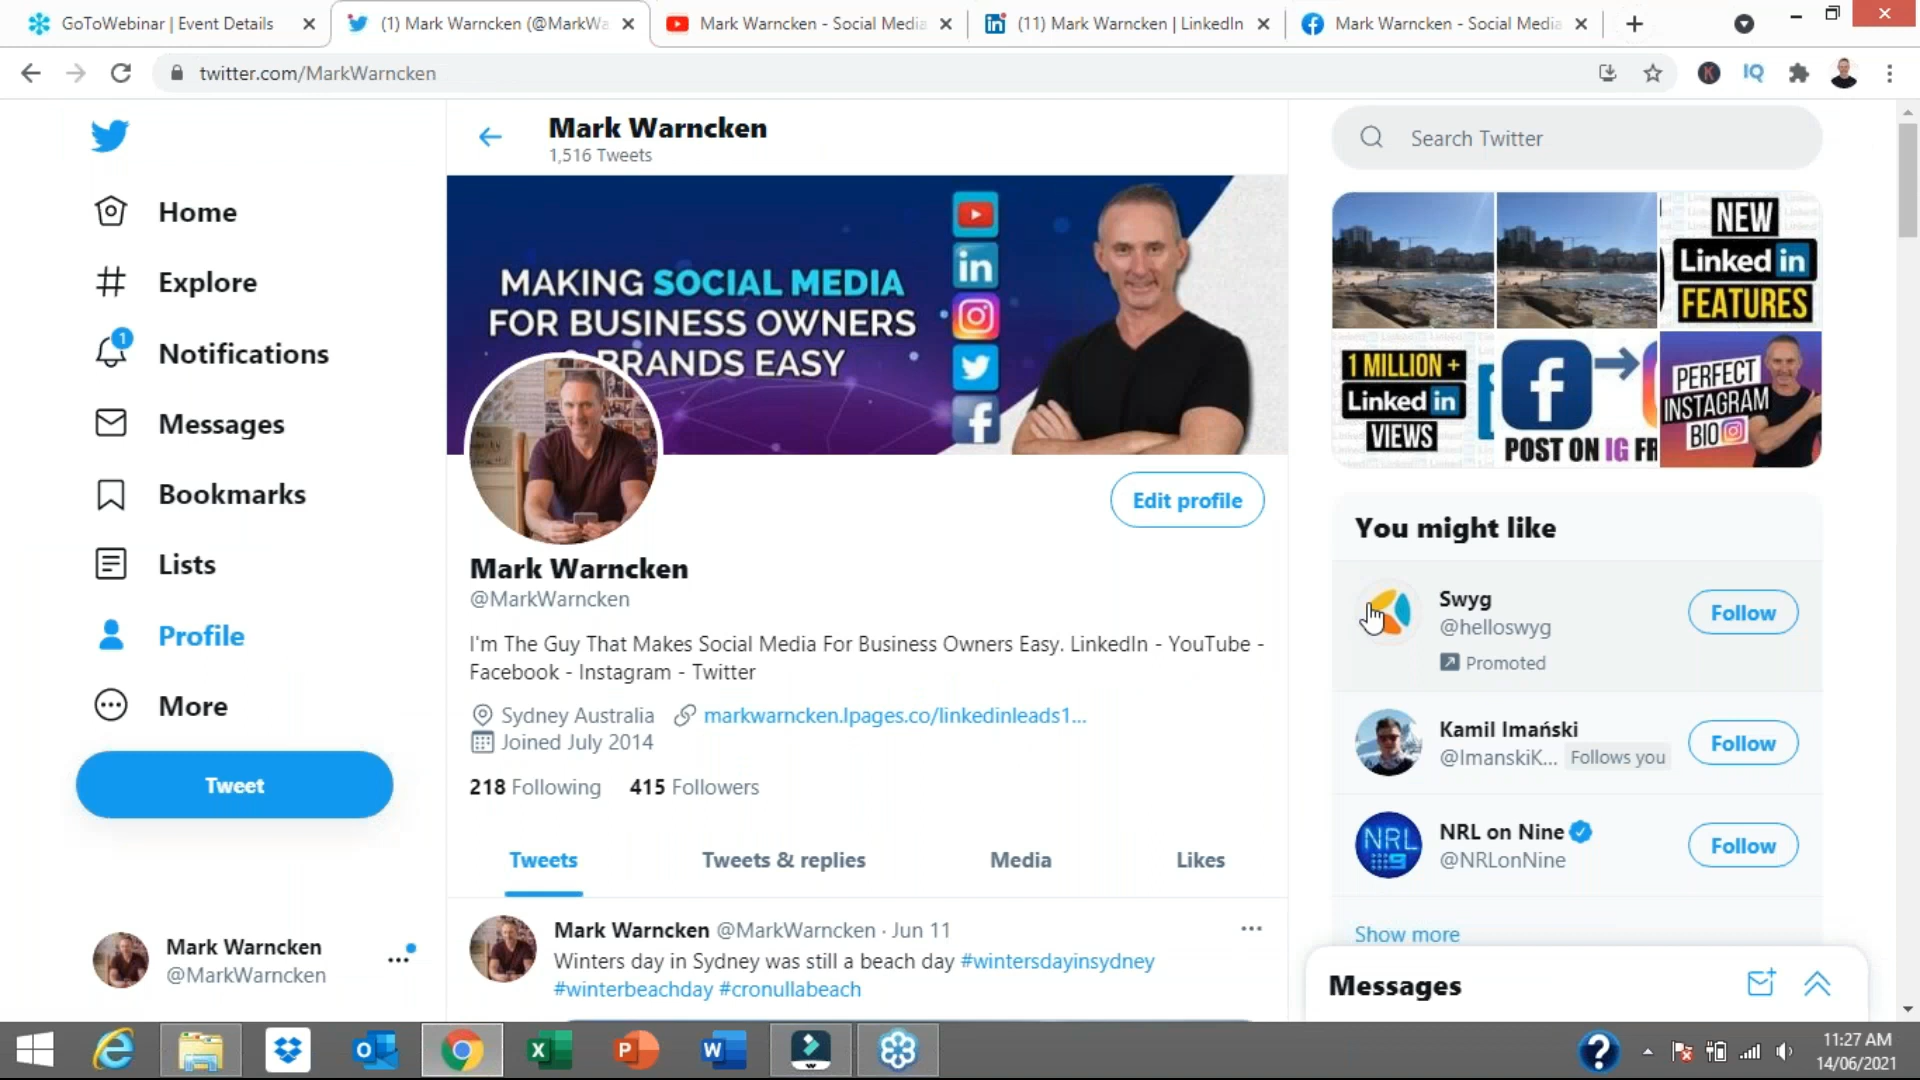 GoToWebinar | Event Details
(1) Mark Warncken (@MarkWa
Mark Warncken - Social Media
(11) Mark Warncken | LinkedIn
Mark Warncken - Social Media
twitter.com/MarkWarncken
K
IQ
Home
Explore
1
Notifications
Messages
Bookmarks
Lists
Profile
More
Tweet
Mark Warncken
@MarkWarncken
Mark Warncken
1,516 Tweets
MAKING SOCIAL MEDIA
FOR BUSINESS OWNERS
BRANDS EASY
in
f
Edit profile
Mark Warncken
@MarkWarncken
I'm The Guy That Makes Social Media For Business Owners Easy. LinkedIn - YouTube -
Facebook - Instagram - Twitter
Sydney Australia markwarncken.lpages.co/linkedinleads1...
Joined July 2014
218 Following 415 Followers
Tweets Tweets & replies Media Likes
Mark Warncken @MarkWarncken · Jun 11
Winters day in Sydney was still a beach day #wintersdayinsydney
#winterbeachday #cronullabeach
Search Twitter
NEW
Linked in
FEATURES
1 MILLION +
Linked in
VIEWS
f
POST ON IG FR
PERFECT
INSTAGRAM
BIO
You might like
Swyg
@helloswyg
Promoted
Follow
Kamil Imański
@ImanskiK... Follows you
Follow
NRL
NRL on Nine
@NRLonNine
Follow
Show more
Messages
11:27 AM
14/06/2021